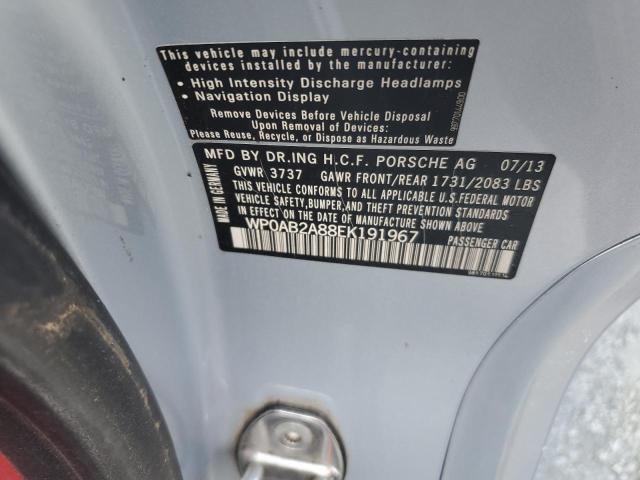 This vehicle may include mercury-containing
devices installed by the manufacturer:
• High Intensity Discharge Headlamps
• Navigation Display
Remove Devices Before Vehicle Disposal
Upon Removal of Devices:
Please Reuse, Recycle, or Dispose as Hazardous Waste
MFD BY DR.ING H.C.F. PORSCHE AG 07/13
GVWR 3737 GAWR FRONT/REAR 1731/2083 LBS
THIS VEHICLE CONFORMS TO ALL APPLICABLE U.S.FEDERAL MOTOR
VEHICLE SAFETY,BUMPER,AND THEFT PREVENTION STANDARDS
IN EFFECT ON THE DATE OF MANUFACTURE SHOWN ABOVE
WP0AB2A88EK191967 PASSENGER CAR
MADE IN GERMANY